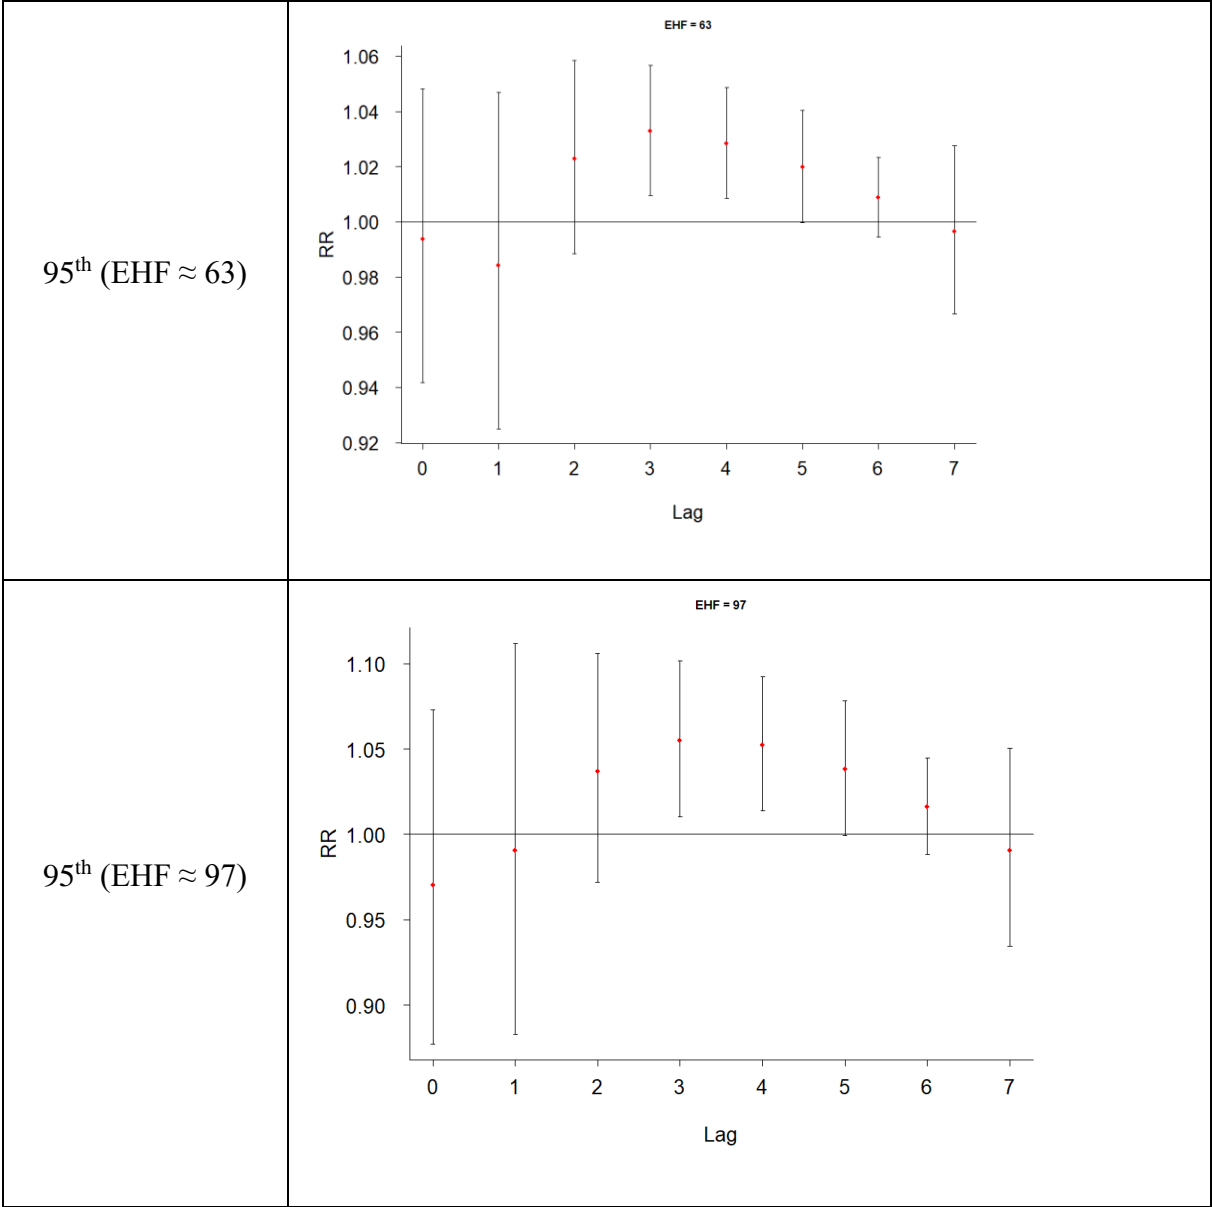 95th (EHF ≈ 63)
EHF = 63
1.06
1.04
1.02
1.00
0.98
0.96
0.94
0.92
RR
0 1 2 3 4 5 6 7
Lag
95th (EHF ≈ 97)
EHF = 97
1.10
1.05
1.00
0.95
0.90
RR
0 1 2 3 4 5 6 7
Lag